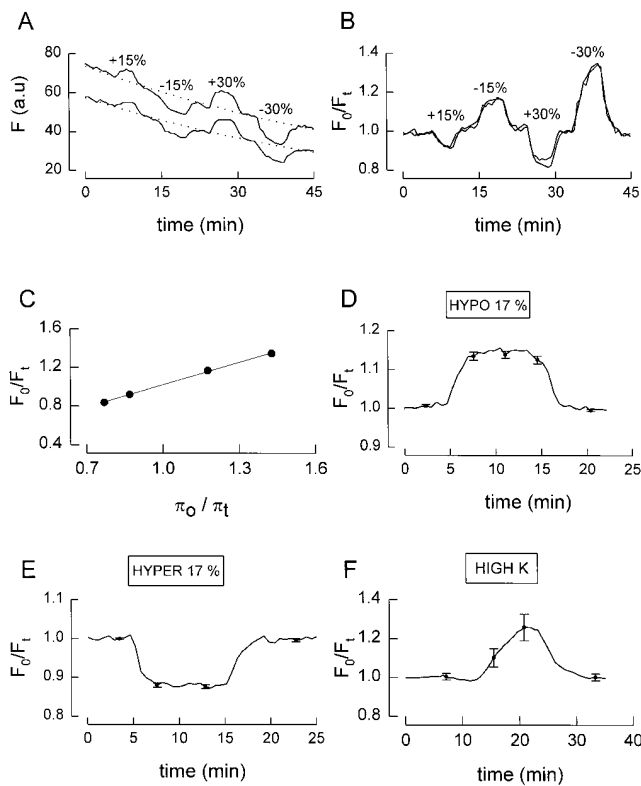 A
F (a.u)
80
60
40
20
+15%
-15%
+30%
-30%
0
15
30
45
time (min)
B
F0/Ft
1.4
1.2
1.0
0.8
+15%
-15%
+30%
-30%
0
15
30
45
time (min)
C
F0/Ft
1.6
1.2
0.8
0.4
0.7
1.0
1.3
1.6
πo / πt
D
HYPO 17 %
F0/Ft
1.2
1.1
1.0
0.9
0
5
10
15
20
25
time (min)
E
HYPER 17 %
F0/Ft
1.1
1.0
0.9
0.8
0
5
10
15
20
25
time (min)
F
HIGH K
F0/Ft
1.4
1.2
1.0
0.8
0
10
20
30
40
time (min)